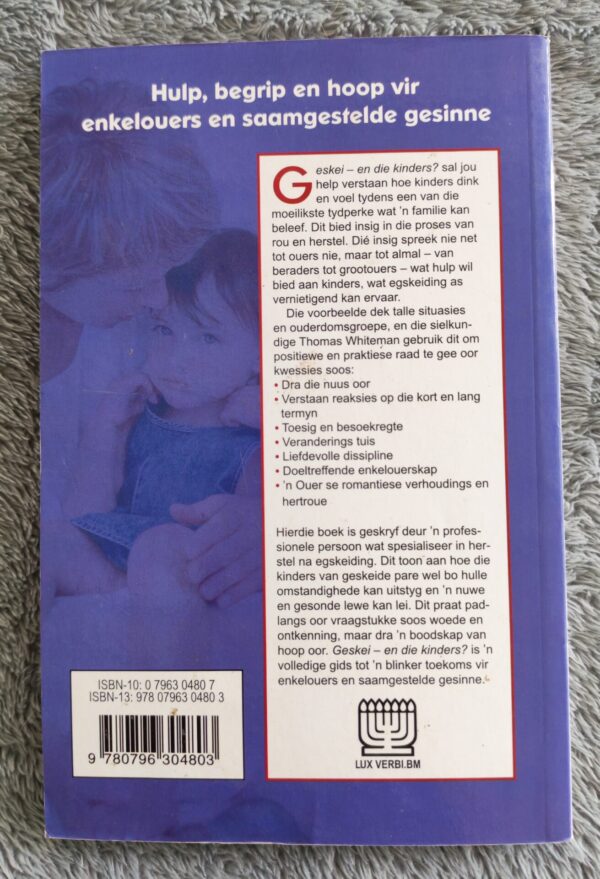 Hulp, begrip en hoop vir
enkelouers en saamgestelde gesinne
Geskei – en die kinders? sal jou
help verstaan hoe kinders dink
en voel tydens een van die
moeilikste tydperke wat 'n familie kan
beleef. Dit bied insig in die proses van
rou en herstel. Dié insig spreek nie net
tot ouers nie, maar tot almal – van
beraders tot grootouers – wat hulp wil
bied aan kinders, wat egskeiding as
vernietigend kan ervaar.
Die voorbeelde dek talle situasies
en ouderdomsgroepe, en die sielkun-
dige Thomas Whiteman gebruik dit om
positiewe en praktiese raad te gee oor
kwessies soos:
• Dra die nuus oor
• Verstaan reaksies op die kort en lang
termyn
• Toesig en besoekregte
• Veranderings tuis
• Liefdevolle dissipline
• Doeltreffende enkelouerskap
• 'n Ouer se romantiese verhoudings en
hertroue
Hierdie boek is geskryf deur 'n profes-
sionele persoon wat spesialiseer in her-
stel na egskeiding. Dit toon aan hoe die
kinders van geskeide pare wel bo hulle
omstandighede kan uitstyg en 'n nuwe
en gesonde lewe kan lei. Dit praat pad-
langs oor vraagstukke soos woede en
ontkenning, maar dra 'n boodskap van
hoop oor. Geskei – en die kinders? is 'n
volledige gids tot 'n blinker toekoms vir
enkelouers en saamgestelde gesinne.
LUX VERBI.BM
ISBN-10: 0 7963 0480 7
ISBN-13: 978 07963 0480 3
9 780796 304803